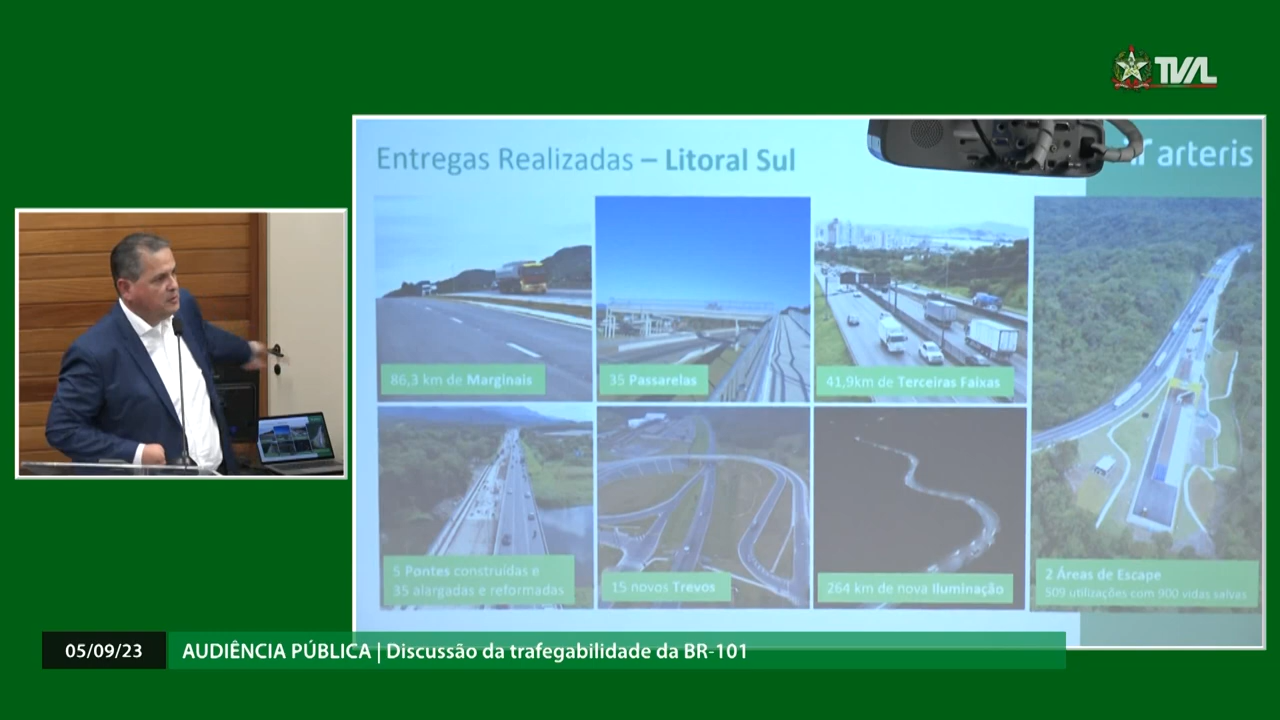 TVAL
Entregas Realizadas – Litoral Sul
arteris
86,3 km de Marginais
35 Passarelas
41,9km de Terceiras Faixas
5 Pontes construídas e
35 alargadas e reformadas
15 novos Trevos
264 km de nova Iluminação
2 Áreas de Escape
509 utilizações com 900 vidas salvas
05/09/23
AUDIÊNCIA PÚBLICA | Discussão da trafegabilidade da BR-101